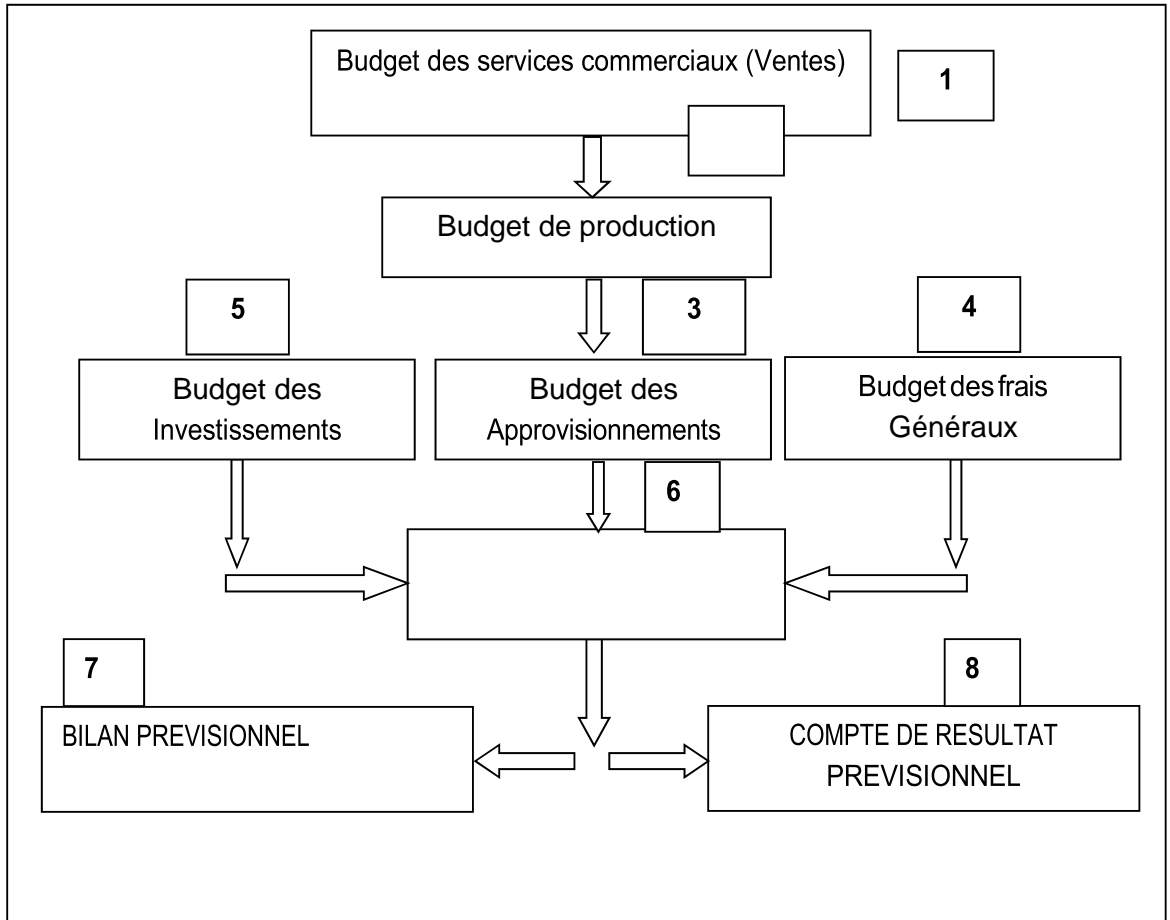 Budget des services commerciaux (Ventes)
1
Budget de production
5
3
4
Budget des
Investissements
Budget des
Approvisionnements
Budget des frais
Généraux
6
7
8
BILAN PREVISIONNEL
COMPTE DE RESULTAT
PREVISIONNEL